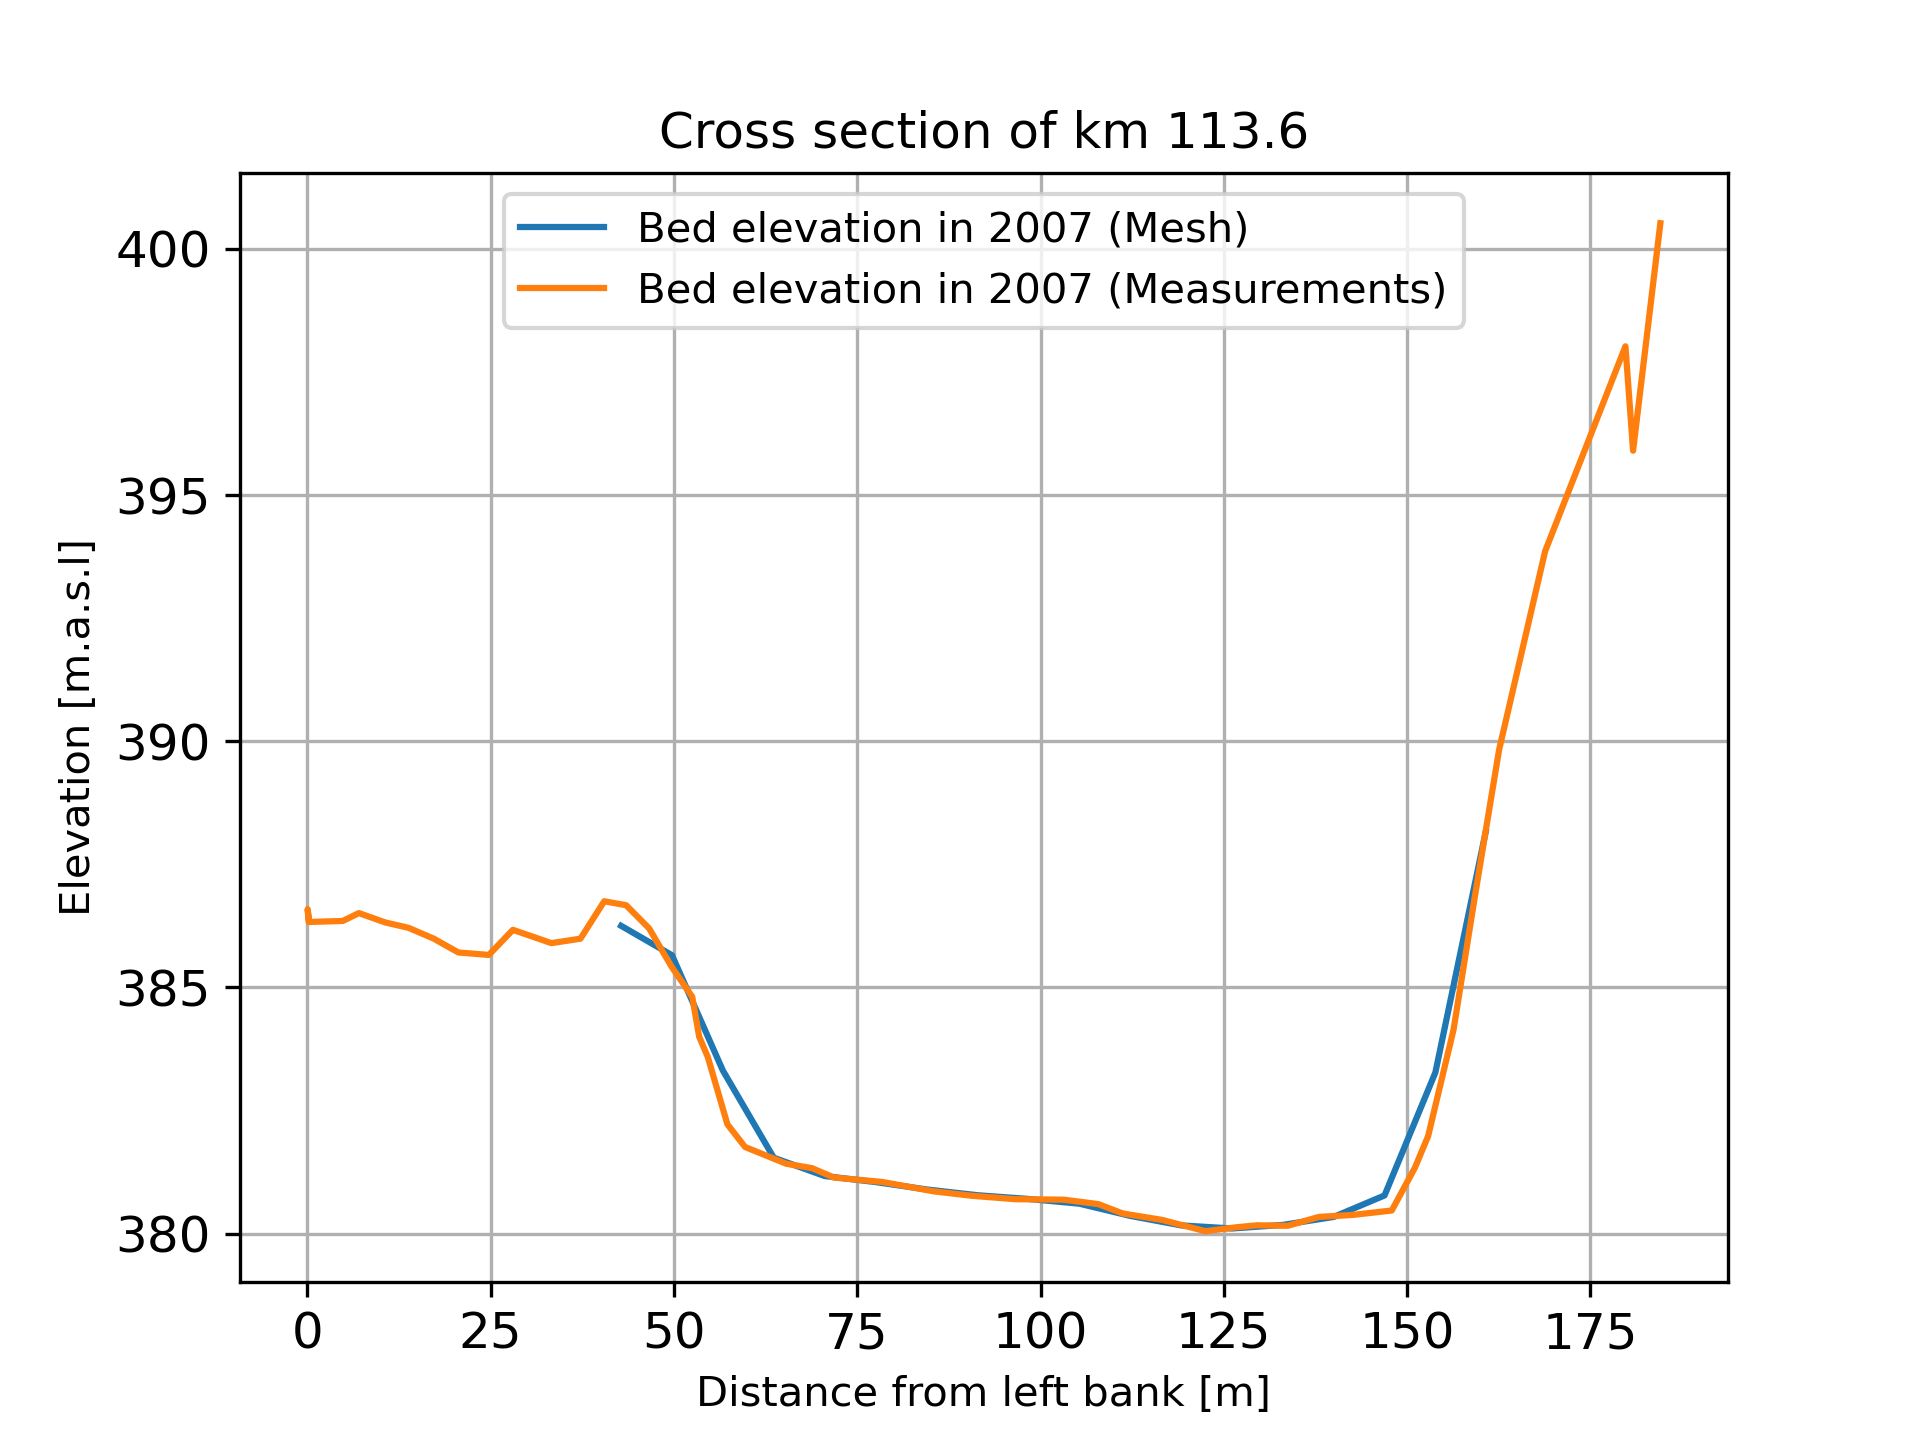 Cross section of km 113.6
Bed elevation in 2007 (Mesh)
Bed elevation in 2007 (Measurements)
400
395
390
385
380
Elevation [m.a.s.l]
0 25 50 75 100 125 150 175
Distance from left bank [m]